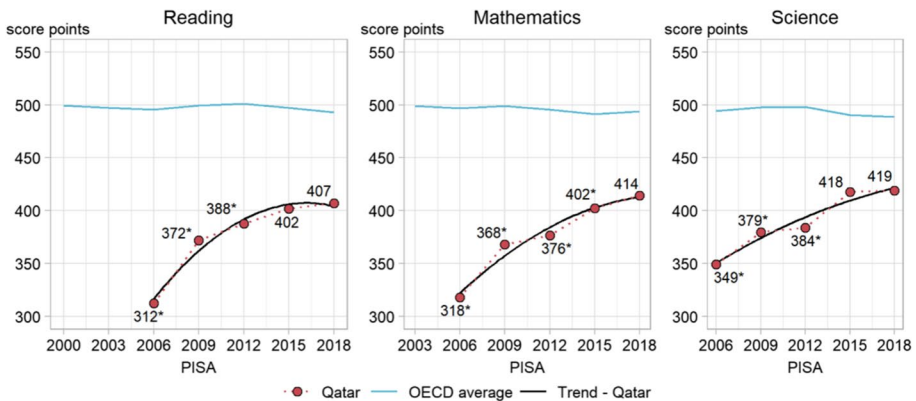 Reading
score points
550
500
450
400
350
300
312*
372*
388*
402
407
2000 2003 2006 2009 2012 2015 2018
PISA
Mathematics
score points
550
500
450
400
350
300
318*
368*
376*
402*
414
2003 2006 2009 2012 2015 2018
PISA
Science
score points
550
500
450
400
350
300
349*
379*
384*
418
419
2006 2009 2012 2015 2018
PISA
Qatar OECD average Trend - Qatar